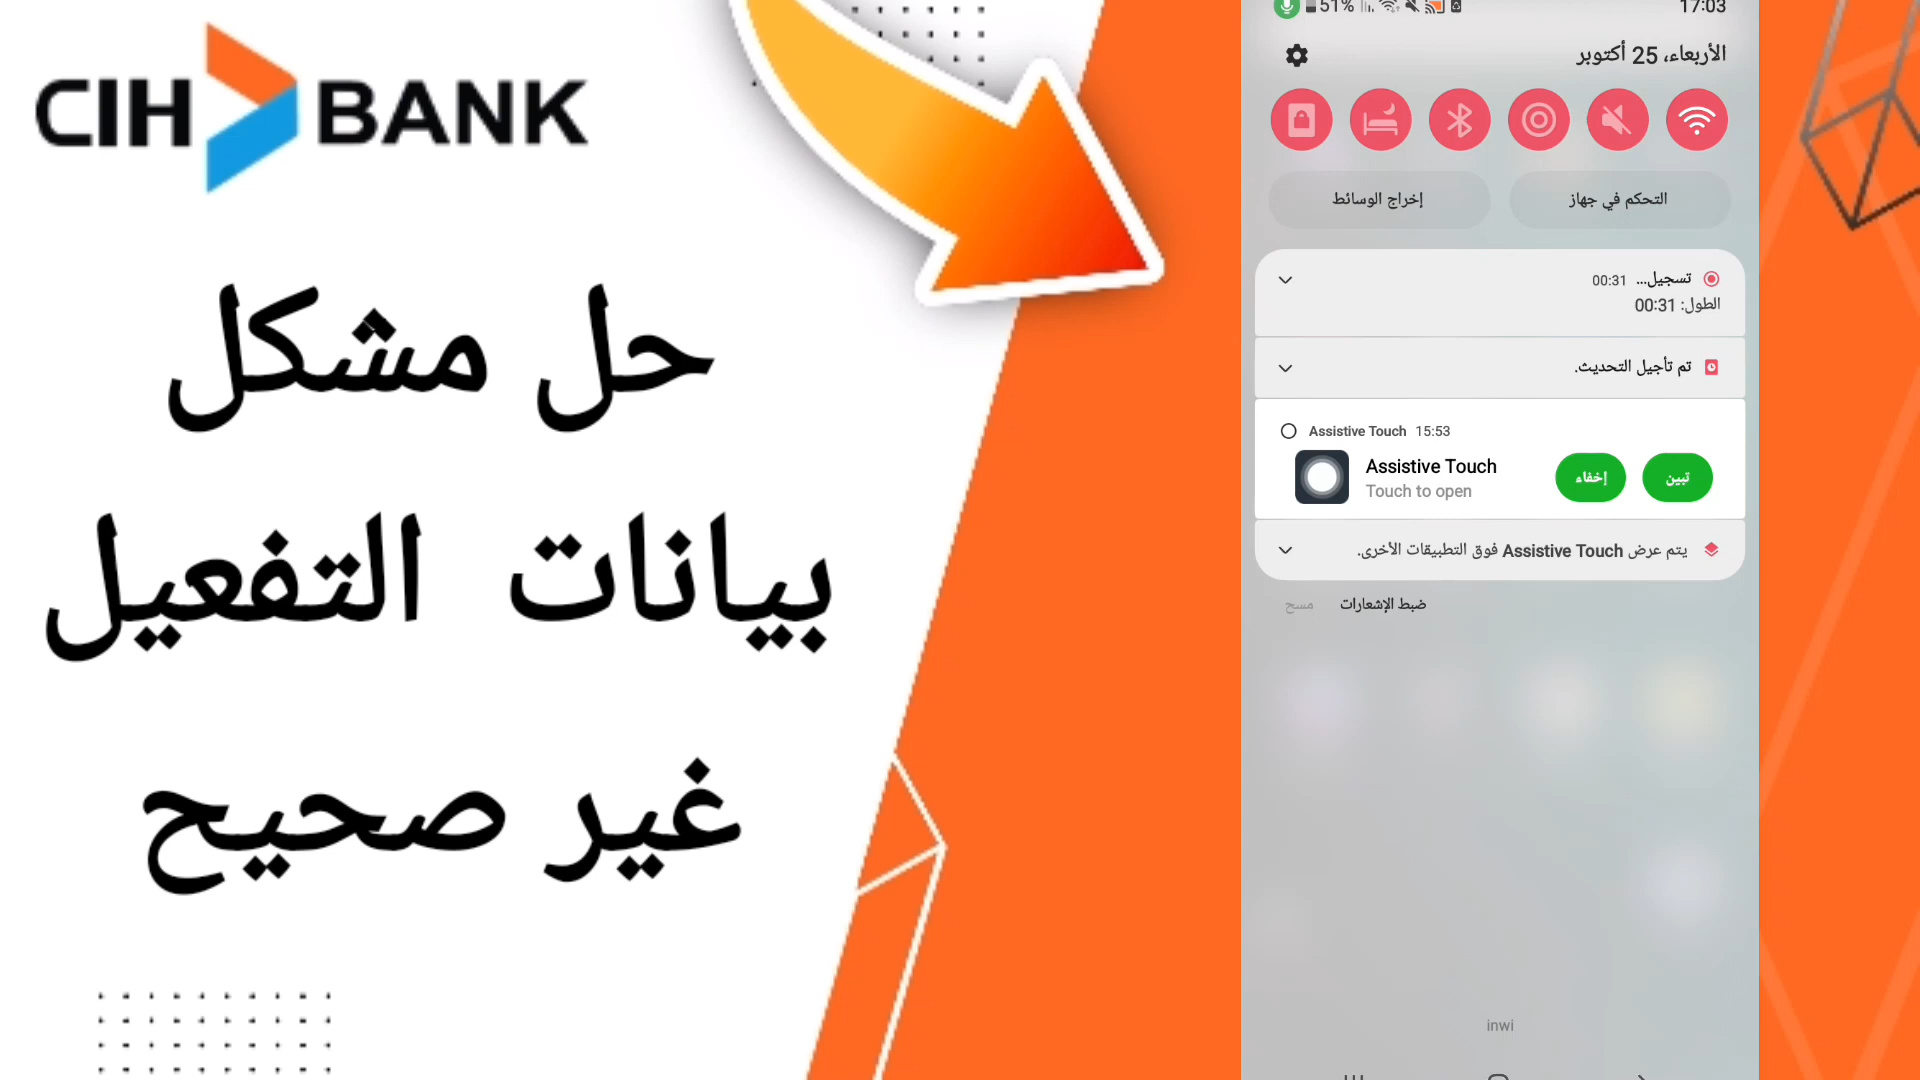 CIH BANK
حل مشكل
بيانات التفعيل
غير صحيح
51%
17:03
الأربعاء، 25 أكتوبر
التحكم في جهاز
إخراج الوسائط
تسجيل... 00:31
الطول: 00:31
تم تأجيل التحديث.
Assistive Touch 15:53
Assistive Touch
Touch to open
إخفاء
تبين
يتم عرض Assistive Touch فوق التطبيقات الأخرى.
ضبط الإشعارات
مسح
inwi